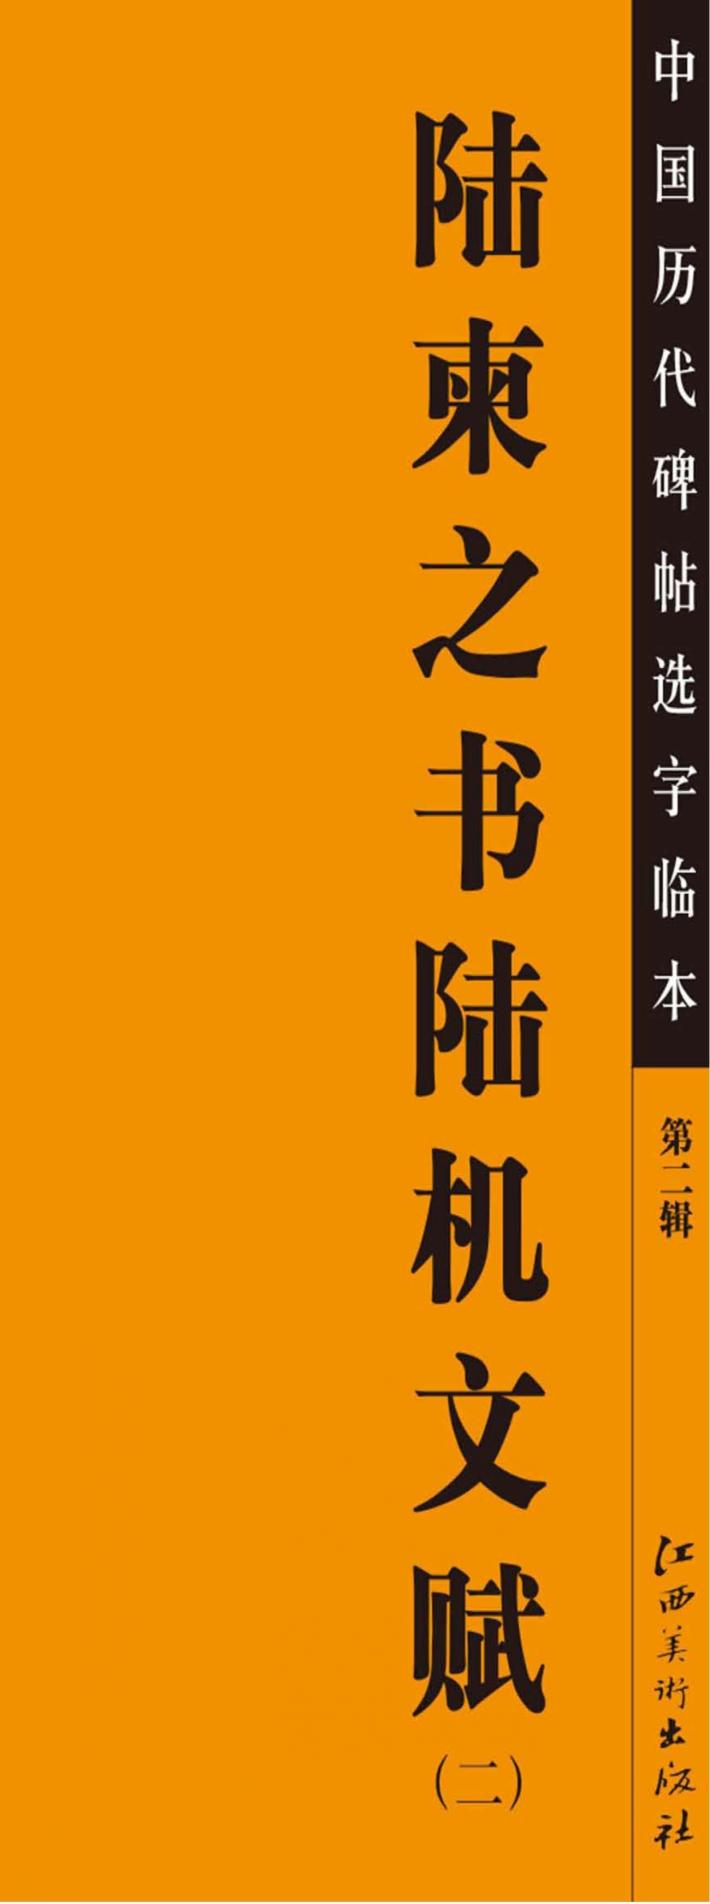 中国历代碑帖选字临本
第二辑
江西美術出版社
陆柬之书陆机文赋
（二）